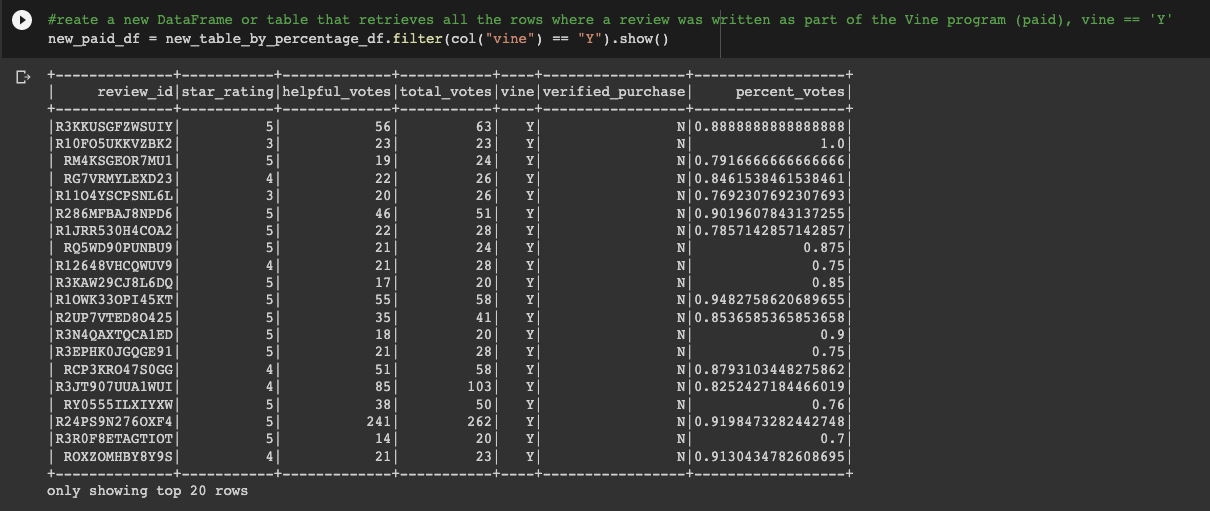 #reate a new DataFrame or table that retrieves all the rows where a review was written as part of the Vine program (paid), vine == 'Y'
new_paid_df = new_table_by_percentage_df.filter(col("vine") == "Y").show()
+--------------+-----------+-------------+-----------+----+-----------------+------------------+
|     review_id|star_rating|helpful_votes|total_votes|vine|verified_purchase|     percent_votes|
+--------------+-----------+-------------+-----------+----+-----------------+------------------+
|R3KKUSGFZWSUIY|          5|           56|         63|   Y|                N|0.8888888888888888|
|R10FO5UKKVZBK2|          3|           23|         23|   Y|                N|               1.0|
| RM4KSGEOR7MU1|          5|           19|         24|   Y|                N|0.7916666666666666|
| RG7VRMYLEXD23|          4|           22|         26|   Y|                N|0.8461538461538461|
|R11O4YSCPSNL6L|          3|           20|         26|   Y|                N|0.7692307692307693|
|R286MFBAJ8NPD6|          5|           46|         51|   Y|                N|0.9019607843137255|
|R1JRR530H4COA2|          5|           22|         28|   Y|                N|0.7857142857142857|
| RQ5WD90PUNBU9|          5|           21|         24|   Y|                N|             0.875|
|R12648VHCQWUV9|          4|           21|         28|   Y|                N|              0.75|
|R3KAW29CJ8L6DQ|          5|           17|         20|   Y|                N|              0.85|
|R1OWK33OPI45KT|          5|           55|         58|   Y|                N|0.9482758620689655|
|R2UP7VTED8O425|          5|           35|         41|   Y|                N|0.8536585365853658|
|R3N4QAXTQCA1ED|          5|           18|         20|   Y|                N|               0.9|
|R3EPHK0JGQGE91|          5|           21|         28|   Y|                N|              0.75|
| RCP3KRO47S0GG|          4|           51|         58|   Y|                N|0.8793103448275862|
|R3JT907UUA1WUI|          4|           85|        103|   Y|                N|0.8252427184466019|
| RY0555ILXIYXW|          5|           38|         50|   Y|                N|              0.76|
|R24PS9N276OXF4|          5|          241|        262|   Y|                N|0.9198473282442748|
|R3R0F8ETAGTIOT|          5|           14|         20|   Y|                N|               0.7|
| ROXZOMHBY8Y9S|          4|           21|         23|   Y|                N|0.9130434782608695|
+--------------+-----------+-------------+-----------+----+-----------------+------------------+
only showing top 20 rows